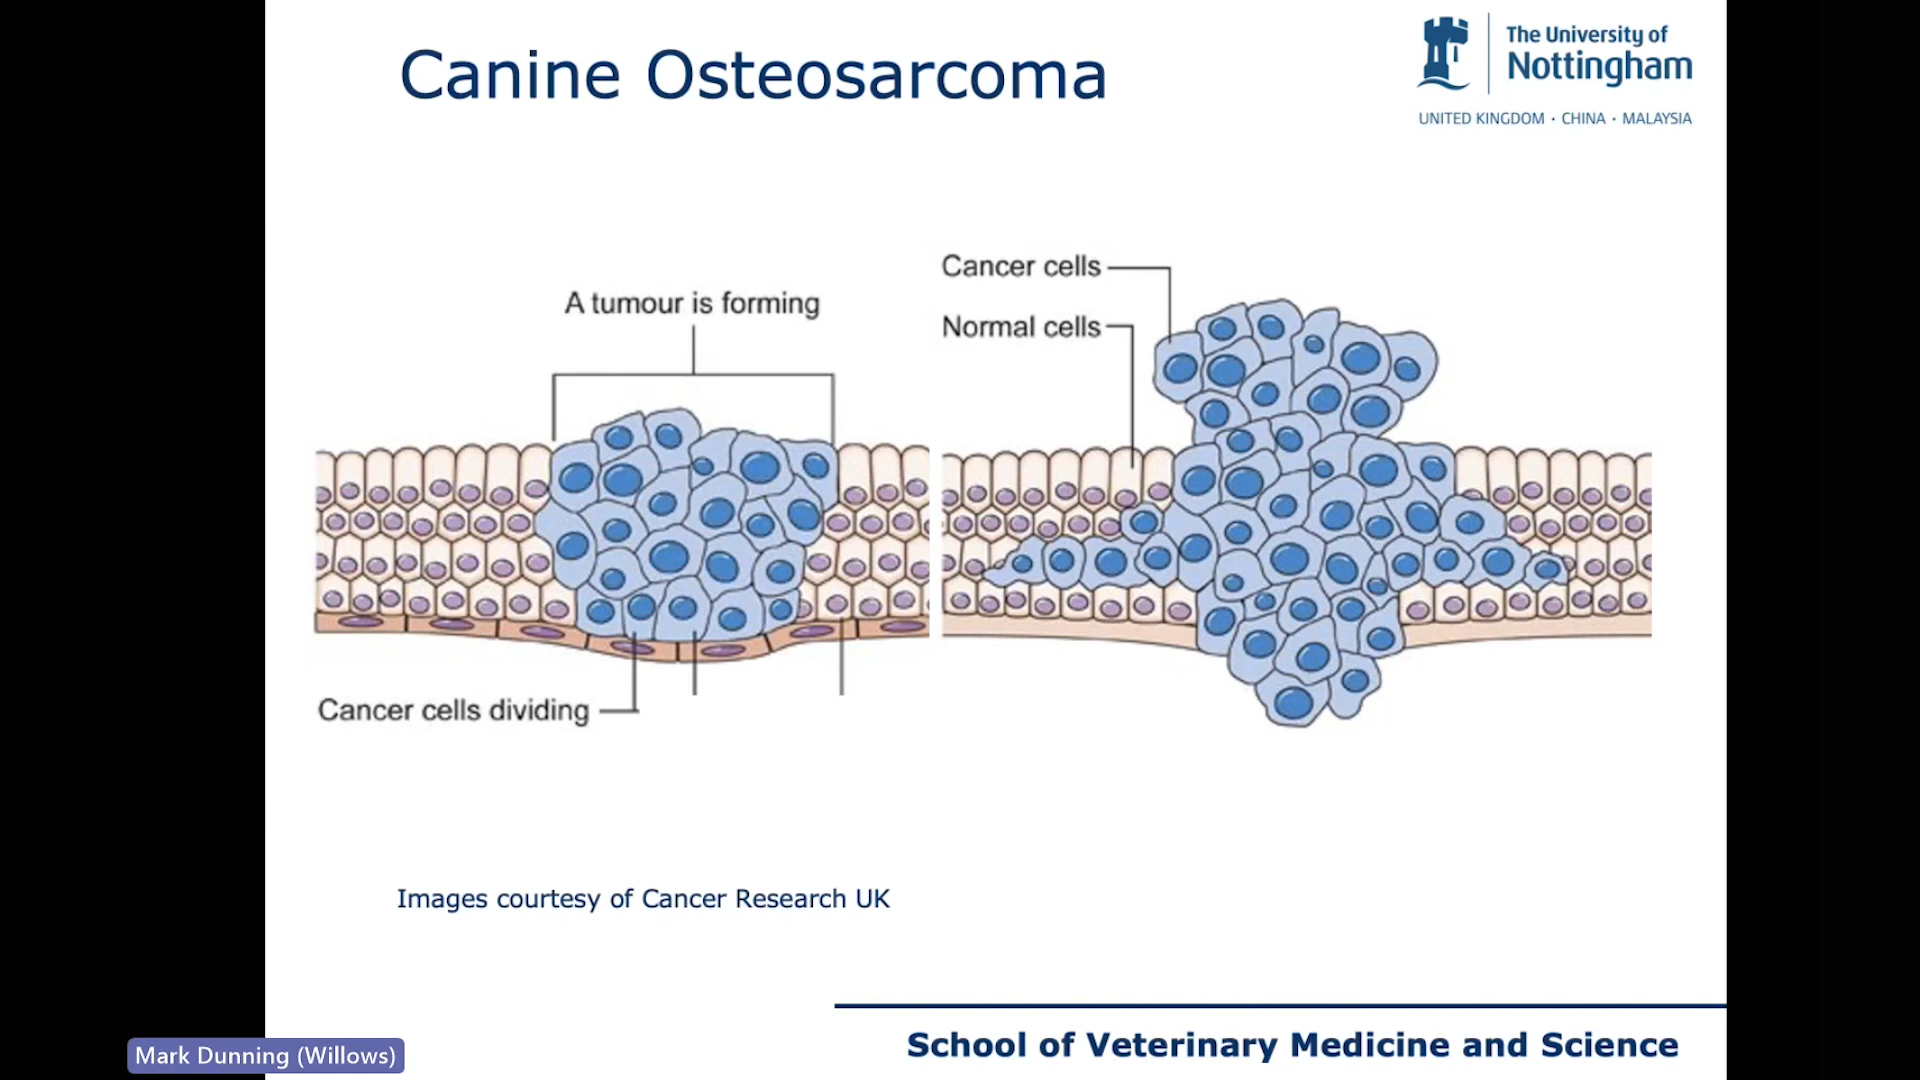 Canine Osteosarcoma
The University of
Nottingham
UNITED KINGDOM · CHINA · MALAYSIA
A tumour is forming
Cancer cells
Normal cells
Cancer cells dividing
Images courtesy of Cancer Research UK
School of Veterinary Medicine and Science
Mark Dunning (Willows)